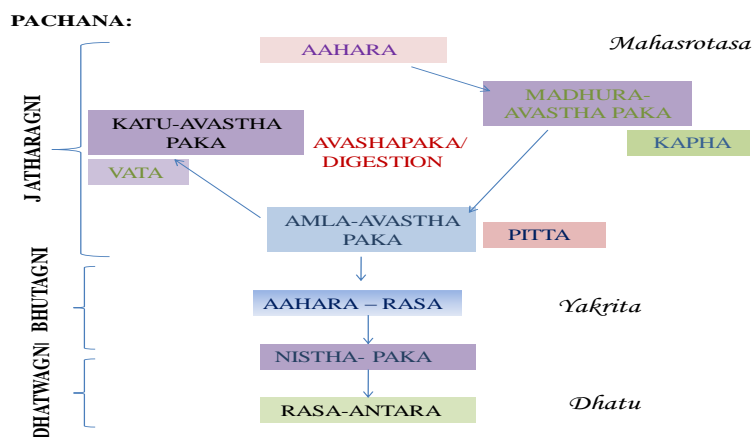 PACHANA:
AAHARA
Mahasrotasa
MADHURA-
AVASTHA PAKA
KATU-AVASTHA
PAKA
AVASHAPAKA/
DIGESTION
KAPHA
VATA
JATHARAGNI
AMLA-AVASTHA
PAKA
PITTA
BHUTAGNI
AAHARA – RASA
Yakrita
DHATWAGNI
NISTHA- PAKA
RASA-ANTARA
Dhatu